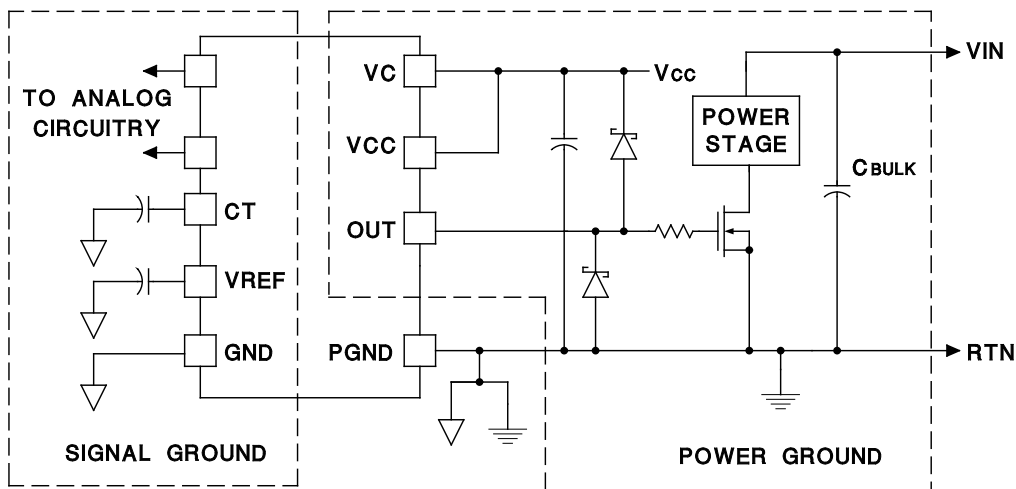 TO ANALOG
CIRCUITRY
CT
VREF
GND
SIGNAL GROUND
VC
VCC
OUT
PGND
VCC
POWER
STAGE
CBULK
VIN
RTN
POWER GROUND